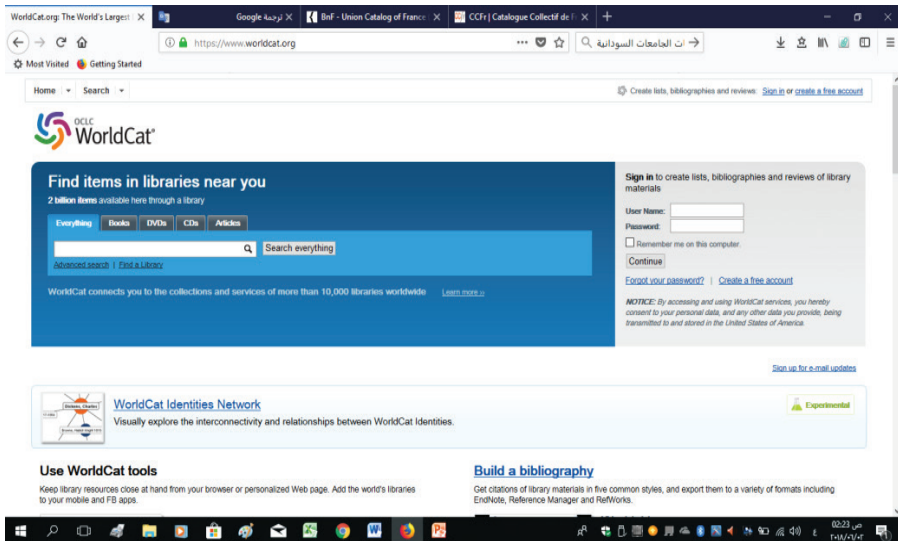 WorldCat.org: The World's Largest
ترجمة Google
BnF - Union Catalog of France
CCFr | Catalogue Collectif de Fr
https://www.worldcat.org
ات الجامعات السودانية
Most Visited
Getting Started
Home
Search
Create lists, bibliographies and reviews: Sign in or create a free account
OCLC
WorldCat
Find items in libraries near you
2 billion items available here through a library
Everything
Books
DVDs
CDs
Articles
Search everything
Advanced search | Find a Library
WorldCat connects you to the collections and services of more than 10,000 libraries worldwide
Learn more »
Sign in to create lists, bibliographies and reviews of library
materials
User Name:
Password:
Remember me on this computer.
Continue
Forgot your password? | Create a free account
NOTICE: By accessing and using WorldCat services, you hereby
consent to your personal data, and any other data you provide, being
transmitted to and stored in the United States of America.
Sign up for e-mail updates
WorldCat Identities Network
Visually explore the interconnectivity and relationships between WorldCat Identities.
Experimental
Use WorldCat tools
Keep library resources close at hand from your browser or personalized Web page. Add the world's libraries
to your mobile and FB apps.
Build a bibliography
Get citations of library materials in five common styles, and export them to a variety of formats including
EndNote, Reference Manager and RefWorks.
02:23 ص